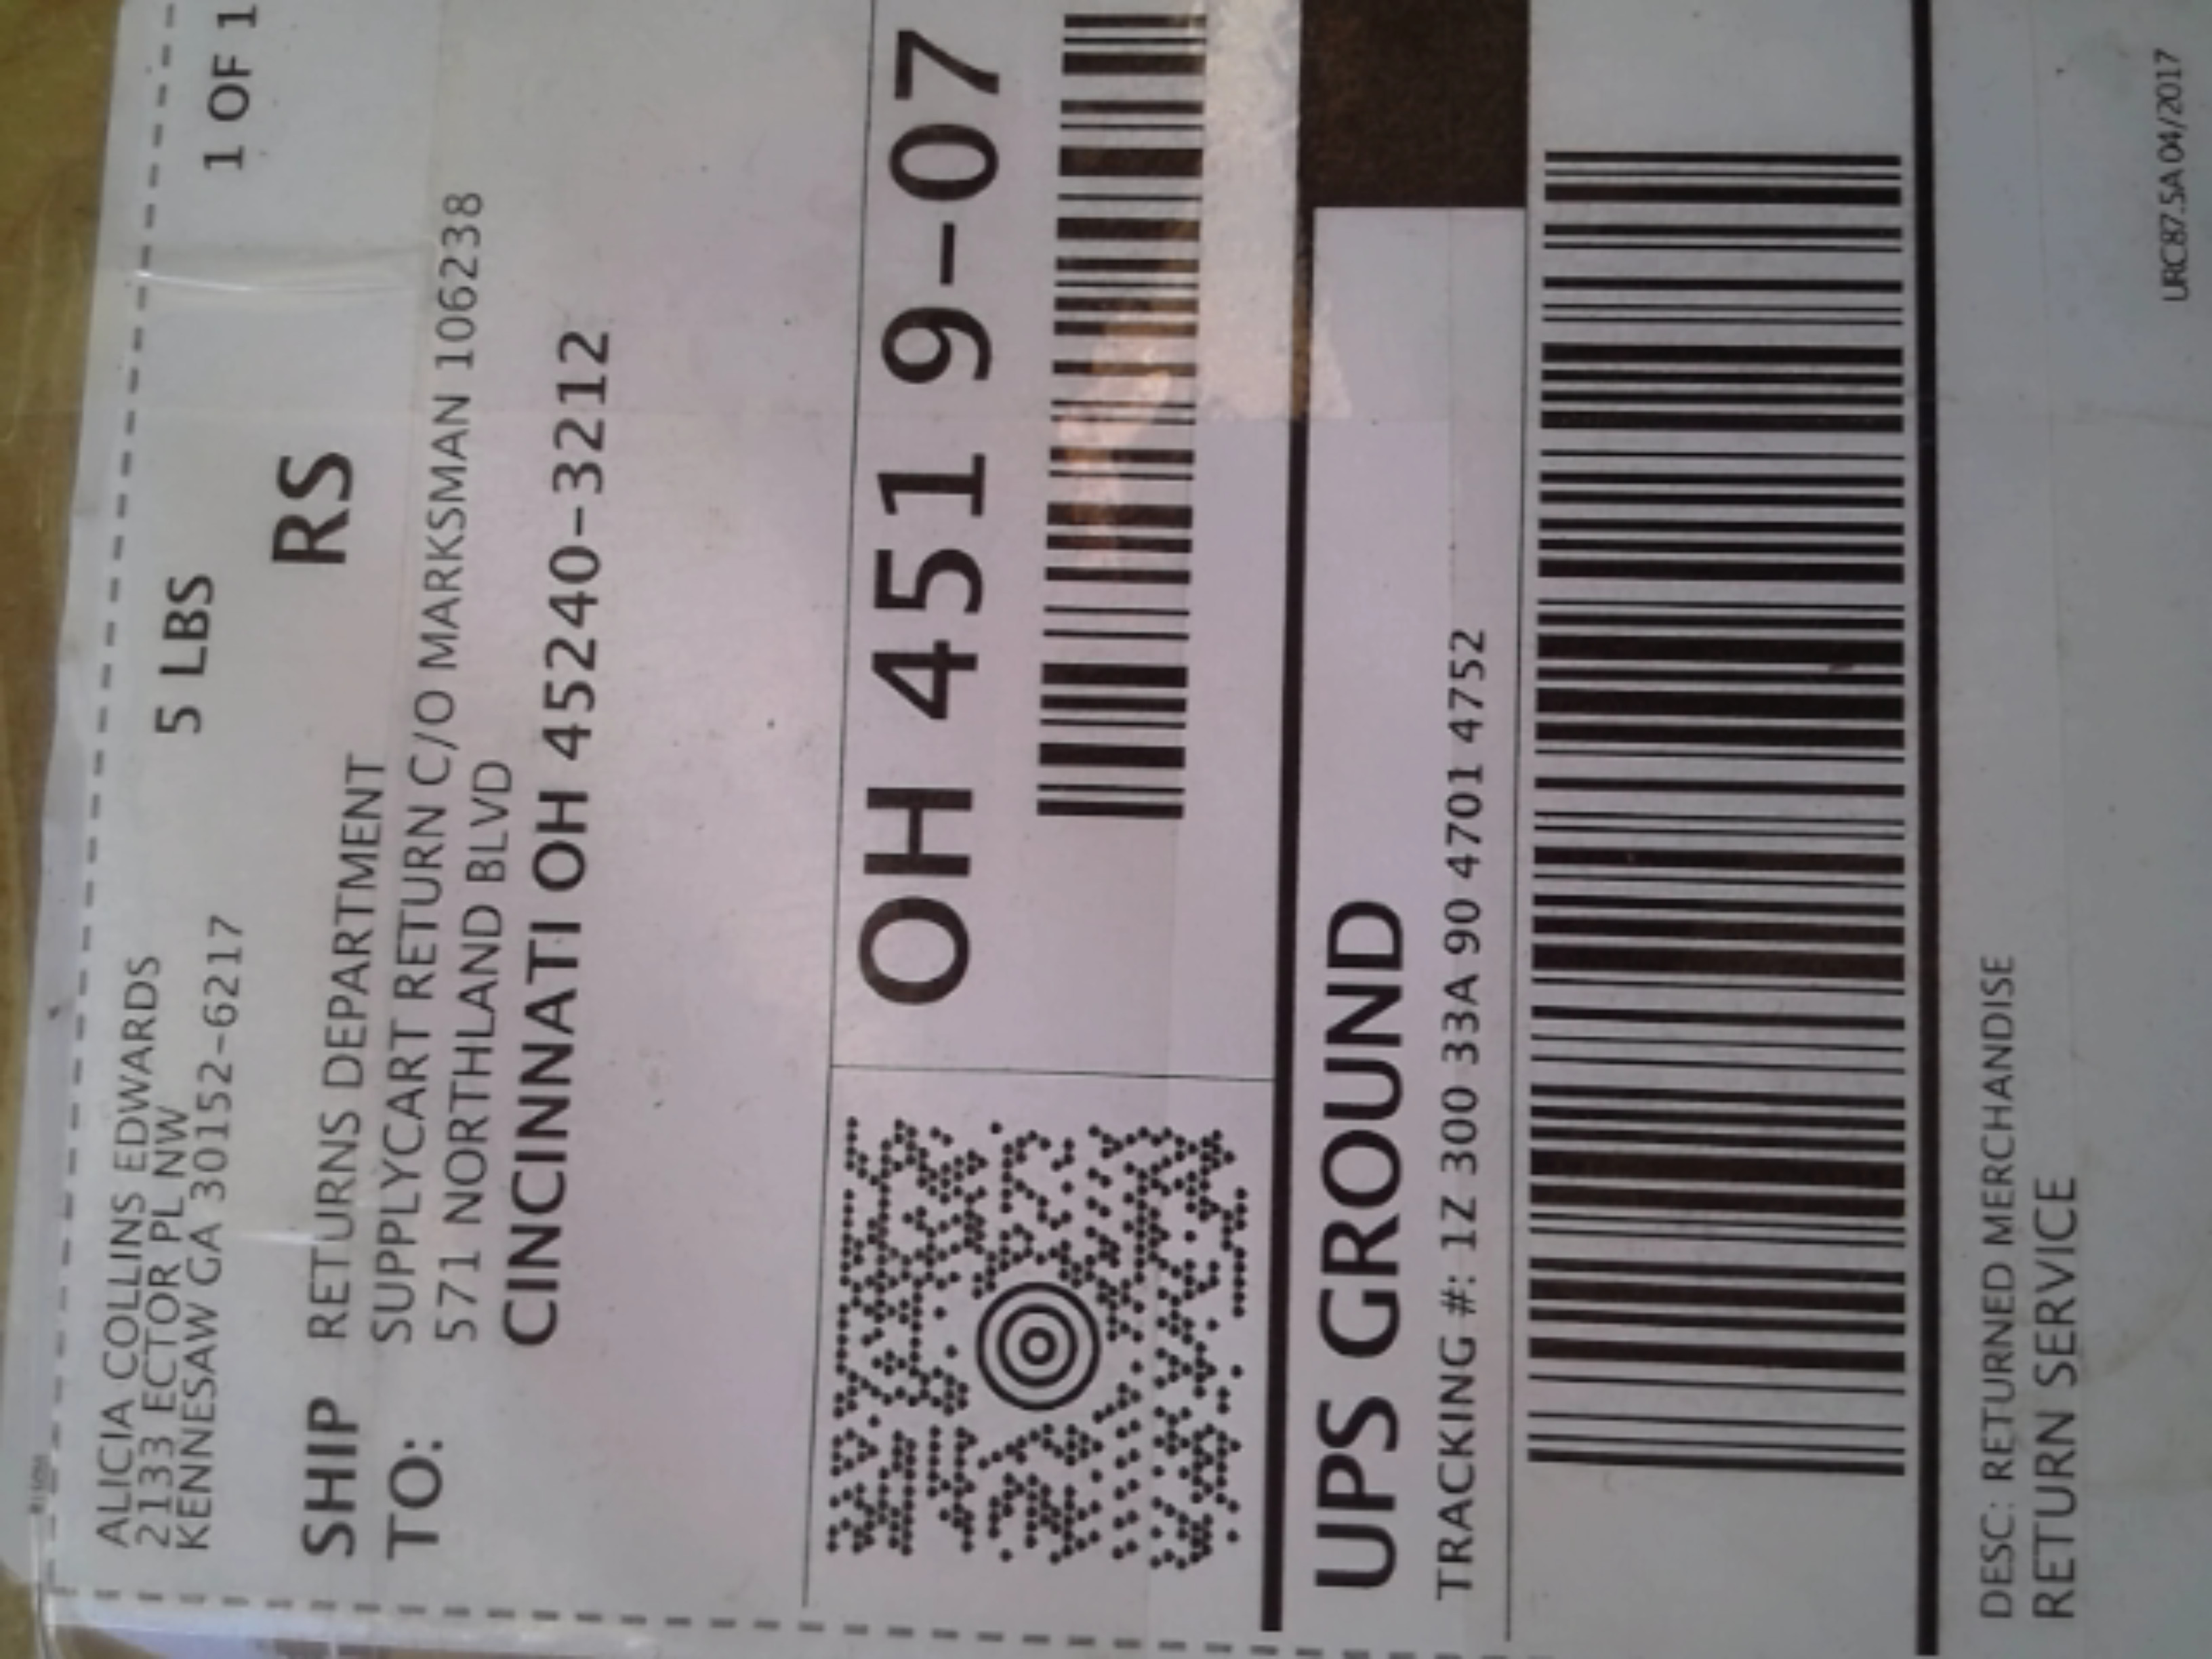 ALICIA COLLINS EDWARDS
2133 ECTOR PL NW
KENNESAW GA 30152-6217
5 LBS
1 OF 1
RS
SHIP
TO:
RETURNS DEPARTMENT
SUPPLYCART RETURN C/O MARKSMAN 106238
571 NORTHLAND BLVD
CINCINNATI OH 45240-3212
OH 451 9-07
UPS GROUND
TRACKING #: 1Z 300 33A 90 4701 4752
DESC: RETURNED MERCHANDISE
RETURN SERVICE
URC87.5A 04/2017